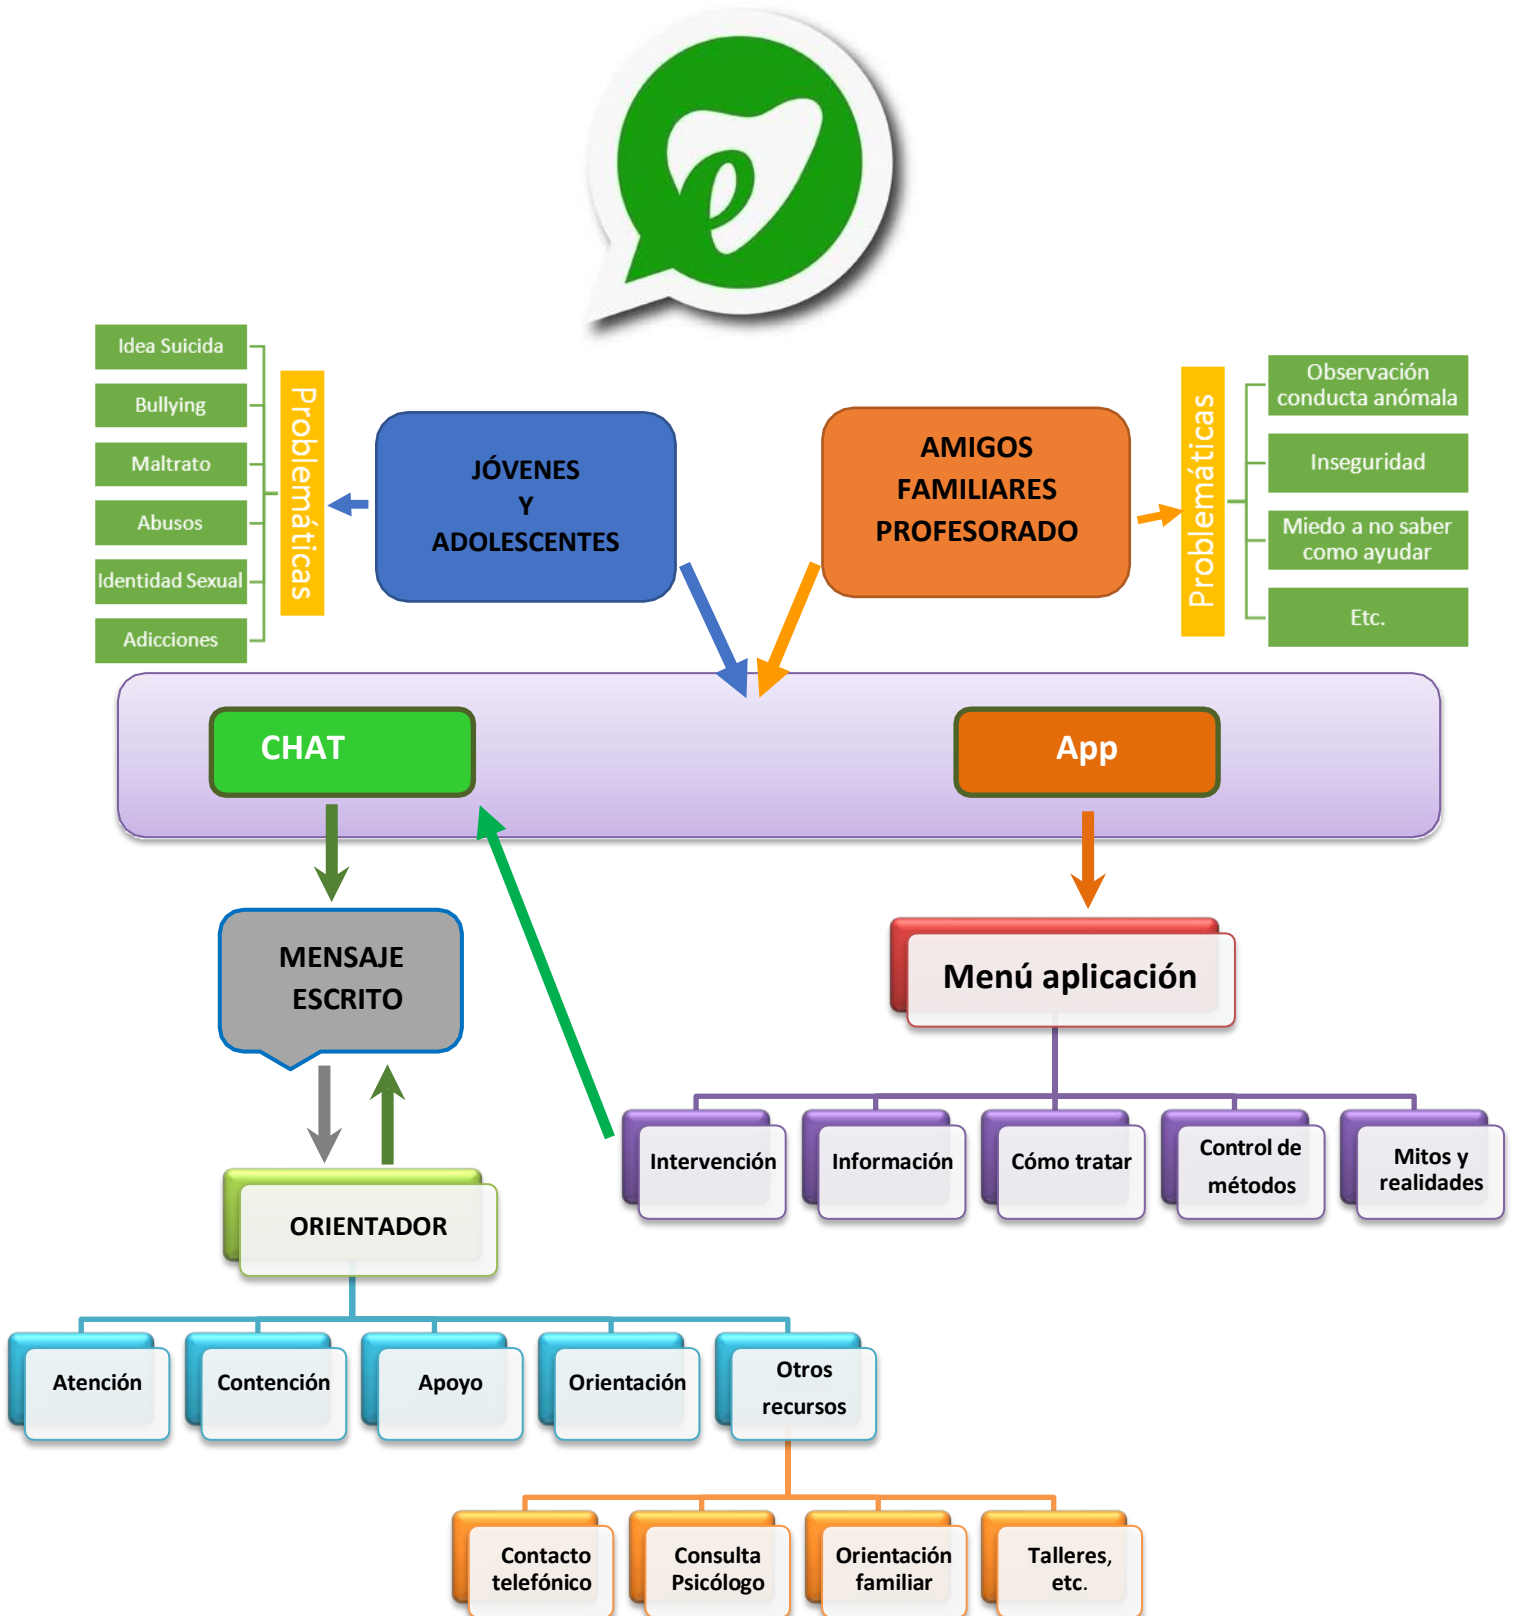 e
Idea Suicida
Bullying
Maltrato
Abusos
Identidad Sexual
Adicciones
Problemáticas
JÓVENES
Y
ADOLESCENTES
AMIGOS
FAMILIARES
PROFESORADO
Problemáticas
Observación
conducta anómala
Inseguridad
Miedo a no saber
como ayudar
Etc.
CHAT
App
MENSAJE
ESCRITO
Menú aplicación
Intervención
Información
Cómo tratar
Control de
métodos
Mitos y
realidades
ORIENTADOR
Atención
Contención
Apoyo
Orientación
Otros
recursos
Contacto
telefónico
Consulta
Psicólogo
Orientación
familiar
Talleres,
etc.